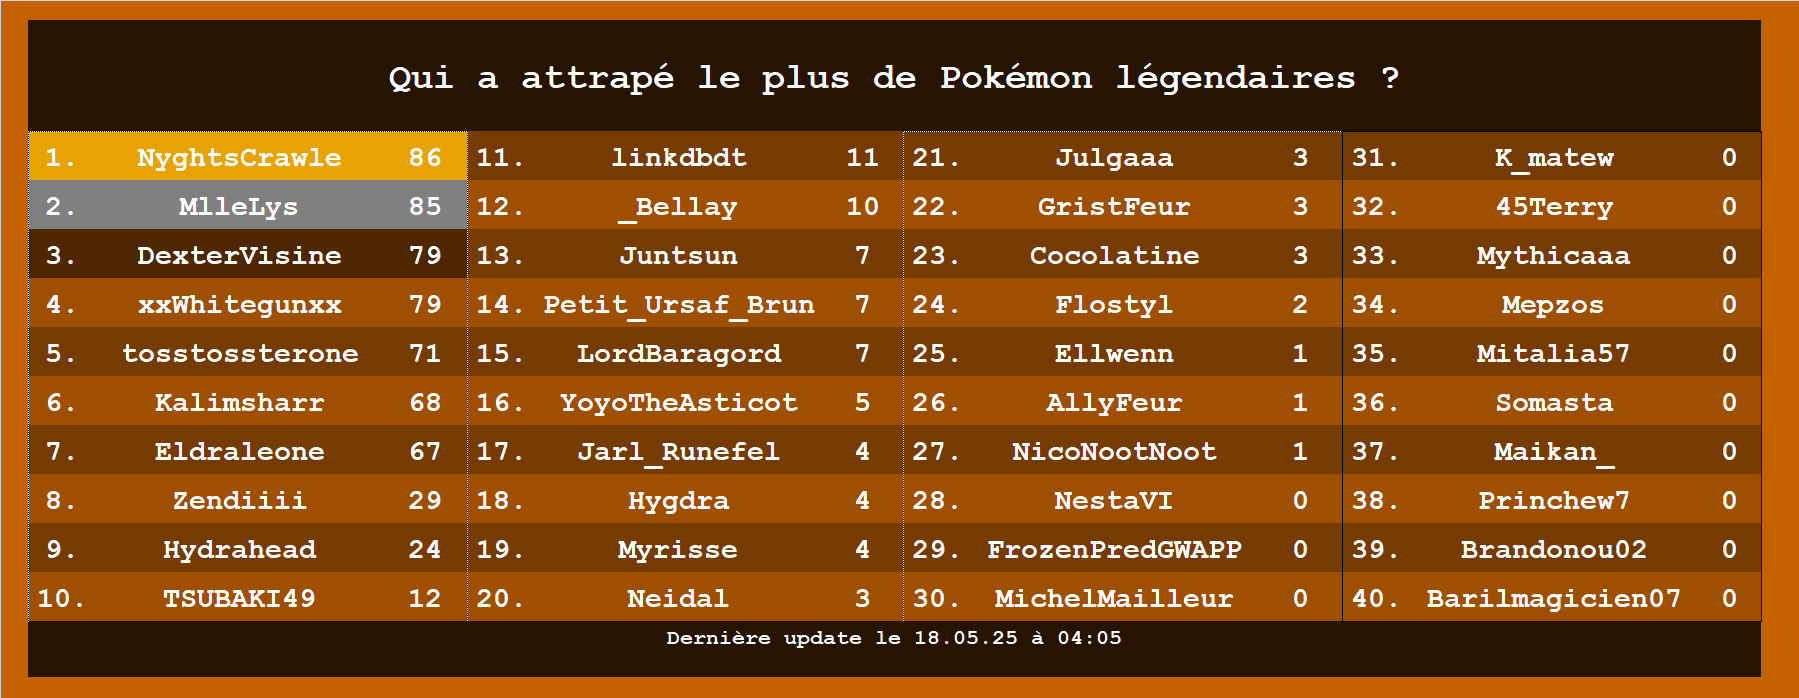 Qui a attrapé le plus de Pokémon légendaires ?
1. NyghtsCrawle 86
2. MlleLys 85
3. DexterVisine 79
4. xxWhitegunxx 79
5. tosstossterone 71
6. Kalimsharr 68
7. Eldraleone 67
8. Zendiiii 29
9. Hydrahead 24
10. TSUBAKI49 12
11. linkdbdt 11
12. _Bellay 10
13. Juntsun 7
14. Petit_Ursaf_Brun 7
15. LordBaragord 7
16. YoyoTheAsticot 5
17. Jarl_Runefel 4
18. Hygdra 4
19. Myrisse 4
20. Neidal 3
21. Julgaaa 3
22. GristFeur 3
23. Cocolatine 3
24. Flostyl 2
25. Ellwenn 1
26. AllyFeur 1
27. NicoNootNoot 1
28. NestaVI 0
29. FrozenPredGWAPP 0
30. MichelMailleur 0
31. K_matew 0
32. 45Terry 0
33. Mythicaaa 0
34. Mepzos 0
35. Mitalia57 0
36. Somasta 0
37. Maikan_ 0
38. Princhew7 0
39. Brandonou02 0
40. Barilmagicien07 0
Dernière update le 18.05.25 à 04:05